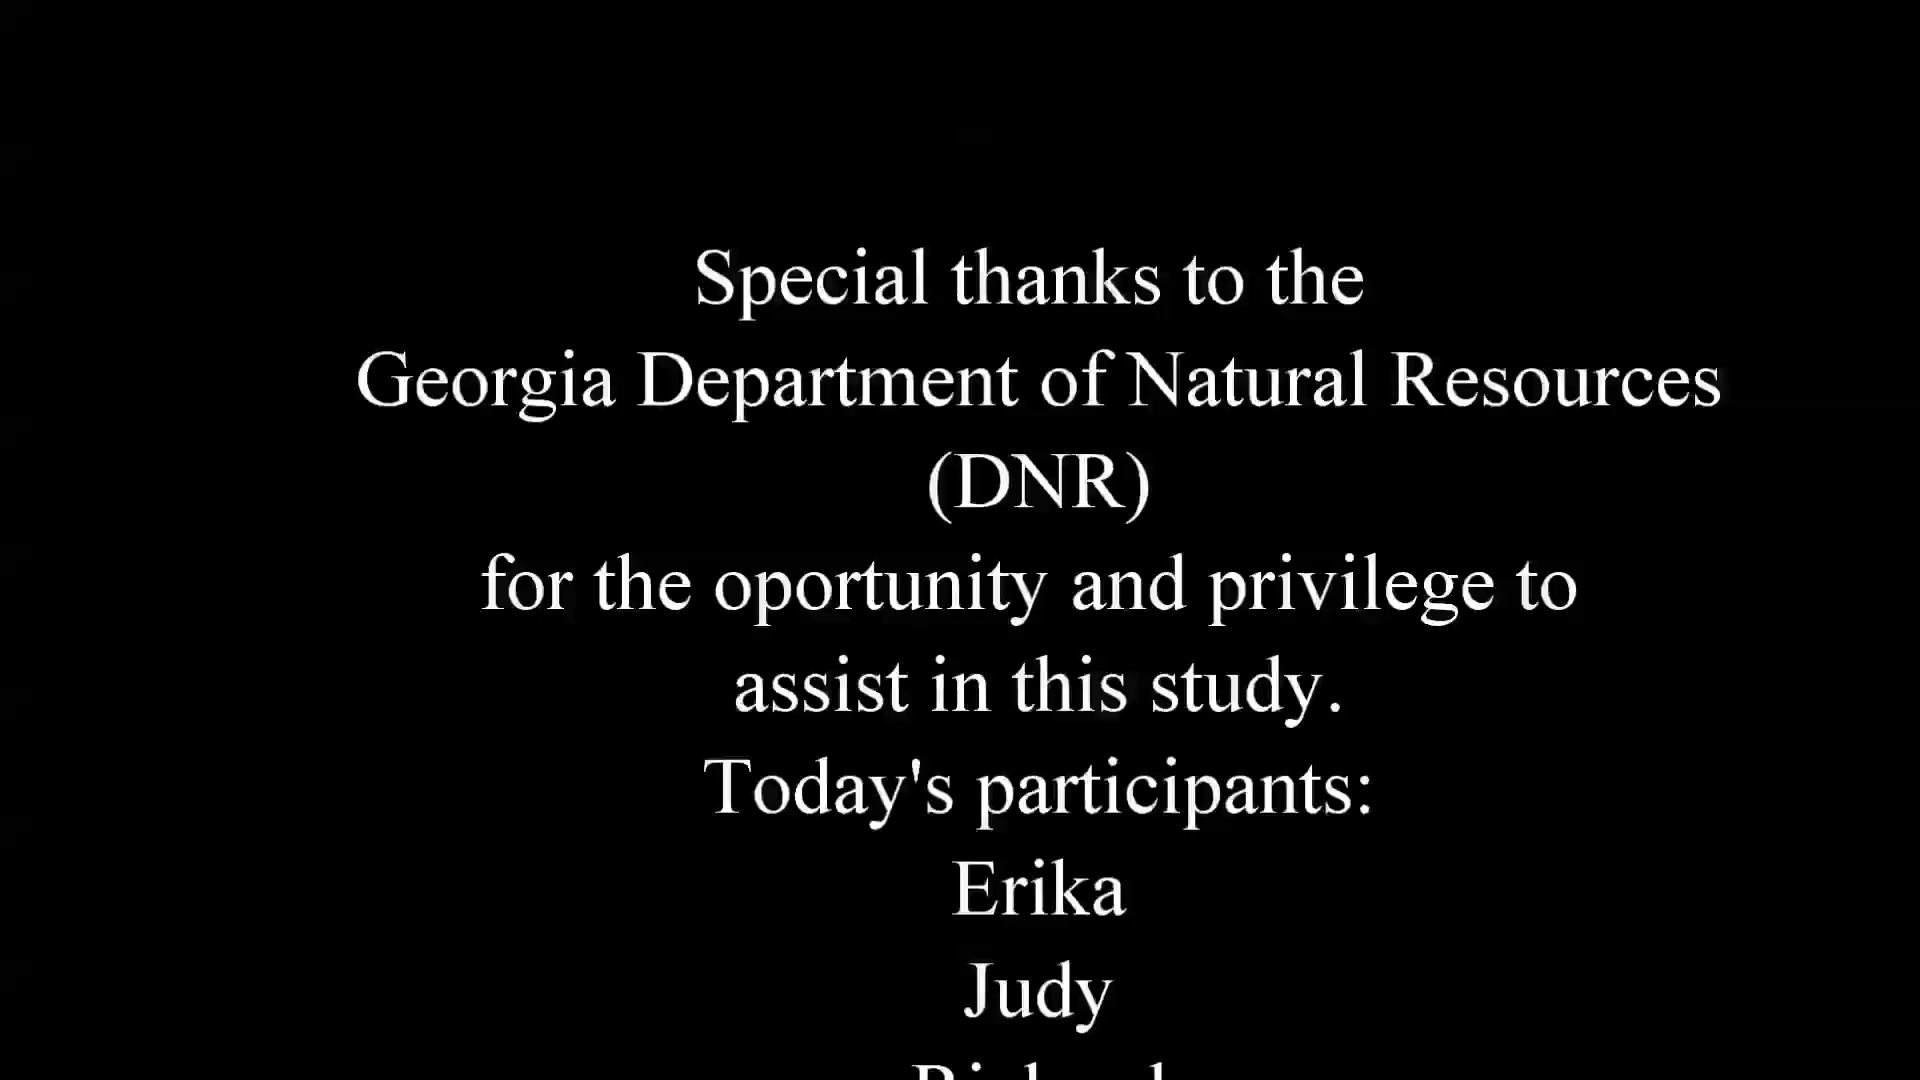 Special thanks to the
Georgia Department of Natural Resources
(DNR)
for the oportunity and privilege to
assist in this study.
Today's participants:
Erika
Judy